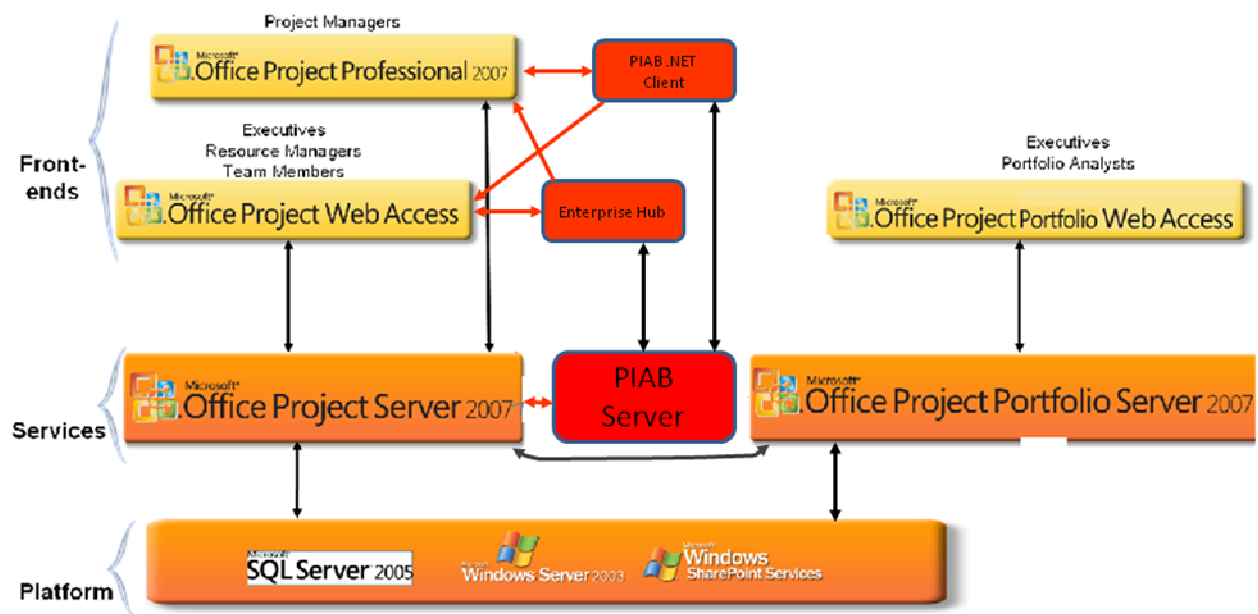 Project Managers
Microsoft®
Office Project Professional 2007
PIAB .NET
Client
Executives
Resource Managers
Team Members
Executives
Portfolio Analysts
Front-
ends
Microsoft®
Office Project Web Access
Enterprise Hub
Microsoft®
Office Project Portfolio Web Access
Services
Microsoft®
Office Project Server 2007
PIAB
Server
Microsoft®
Office Project Portfolio Server 2007
Platform
Microsoft®
SQL Server 2005
Microsoft
Windows Server 2003
Microsoft
Windows
SharePoint Services